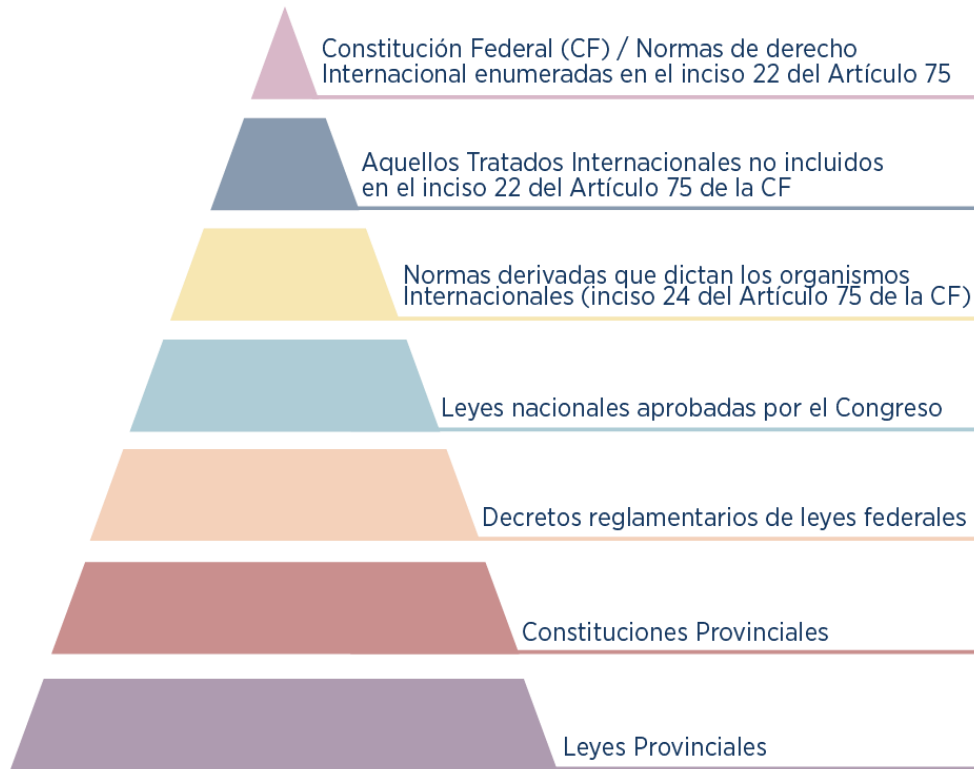 Constitución Federal (CF) / Normas de derecho
Internacional enumeradas en el inciso 22 del Artículo 75
Aquellos Tratados Internacionales no incluidos
en el inciso 22 del Artículo 75 de la CF
Normas derivadas que dictan los organismos
Internacionales (inciso 24 del Artículo 75 de la CF)
Leyes nacionales aprobadas por el Congreso
Decretos reglamentarios de leyes federales
Constituciones Provinciales
Leyes Provinciales